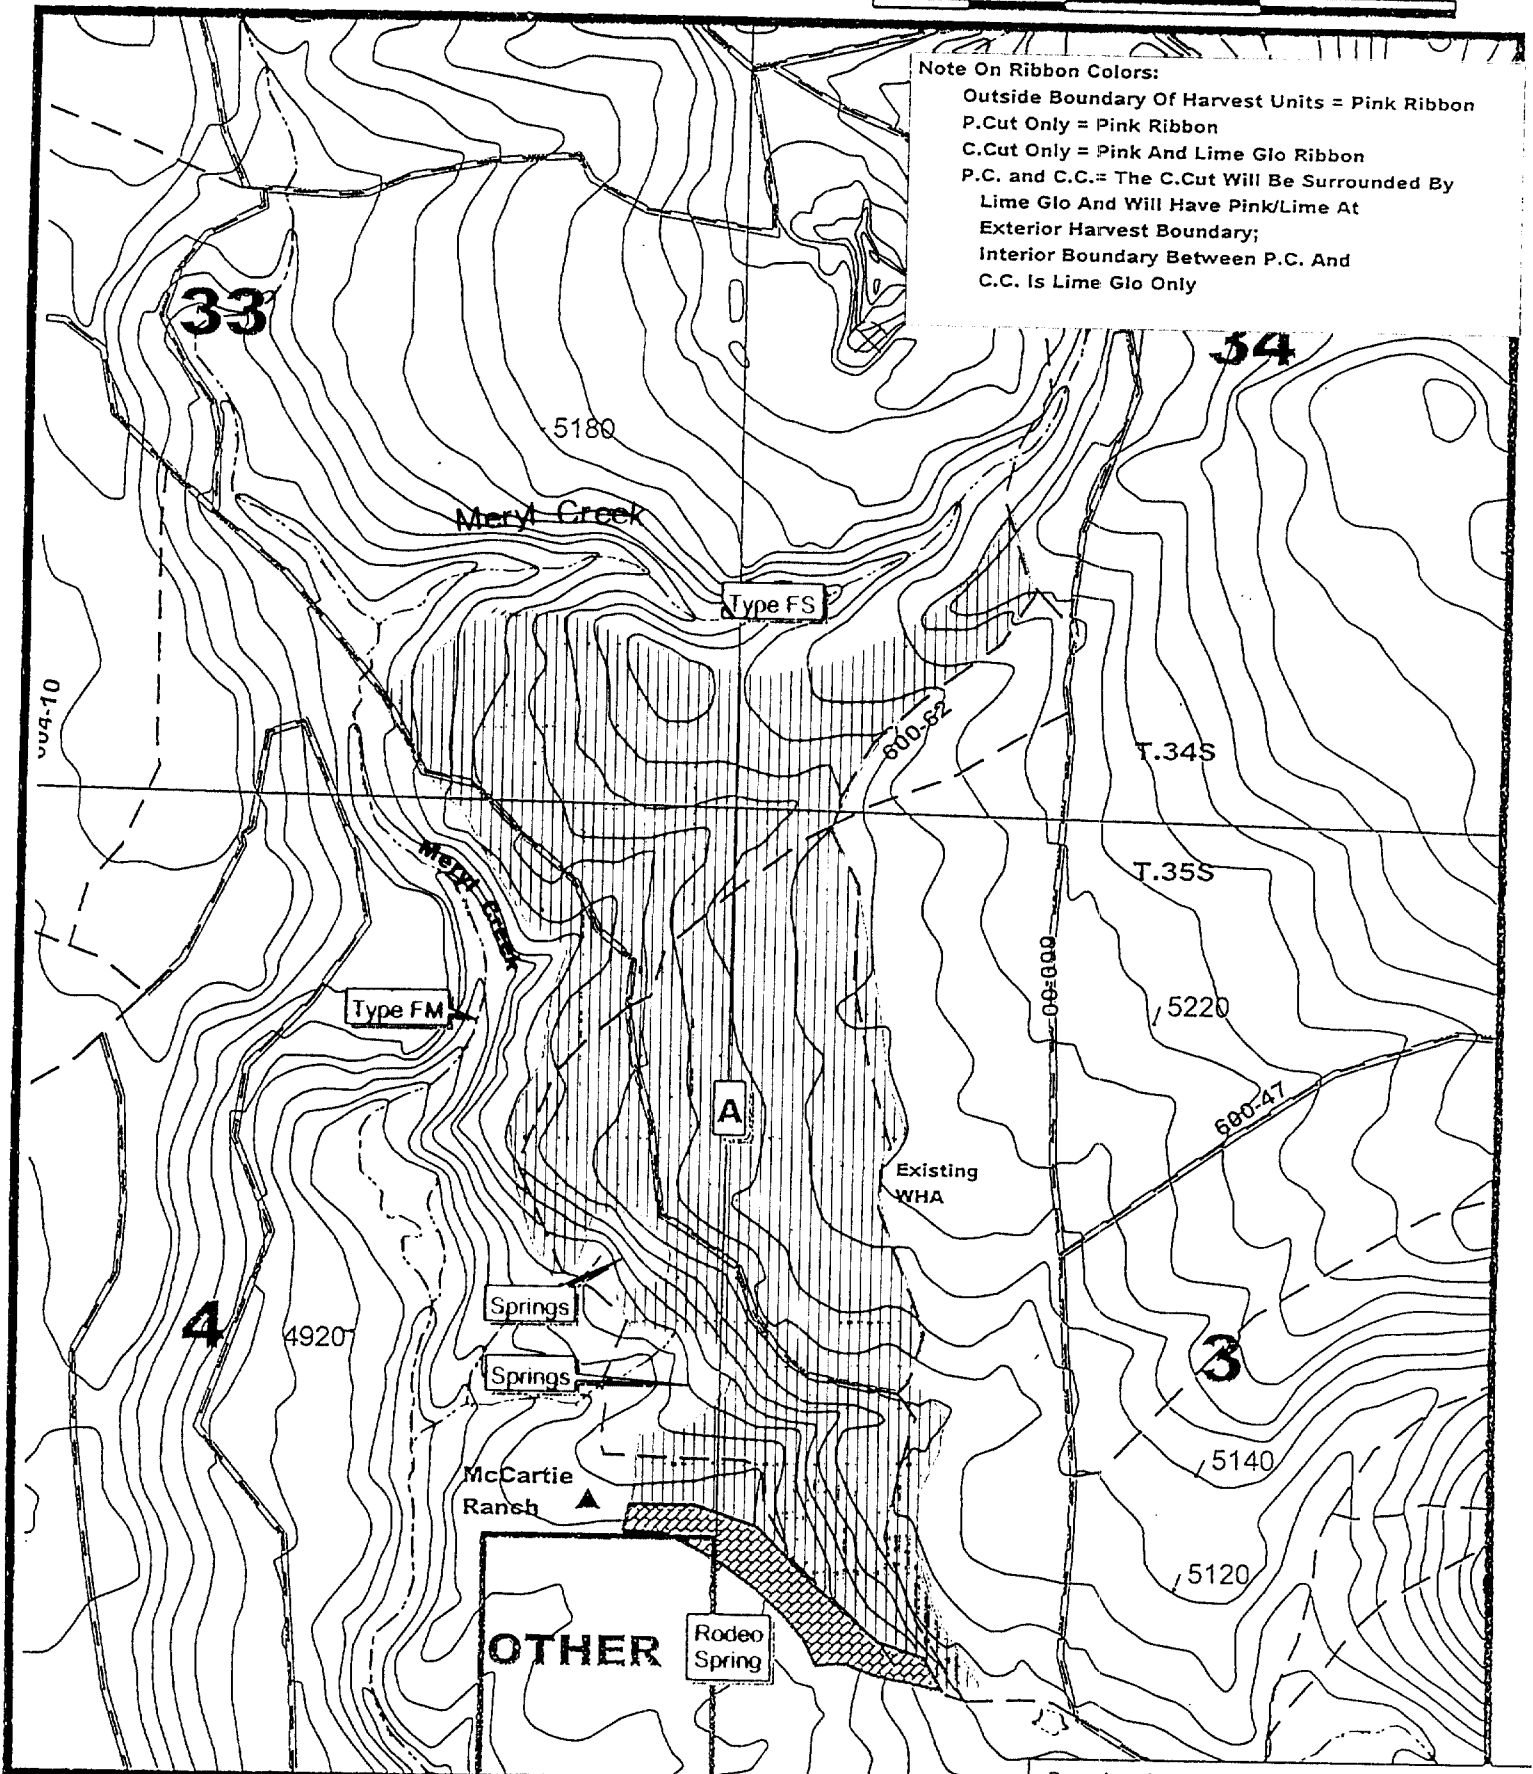 Note On Ribbon Colors:
Outside Boundary Of Harvest Units = Pink Ribbon
P.Cut Only = Pink Ribbon
C.Cut Only = Pink And Lime Glo Ribbon
P.C. and C.C.= The C.Cut Will Be Surrounded By
Lime Glo And Will Have Pink/Lime At
Exterior Harvest Boundary;
Interior Boundary Between P.C. And
C.C. Is Lime Glo Only
33
34
5180
Meryl Creek
Type FS
600-62
T.34S
T.35S
Meryl Creek
Type FM
600-000
5220
A
600-47
Existing
WHA
Springs
4
4920
3
Springs
5140
McCartie
Ranch
5120
OTHER
Rodeo
Spring